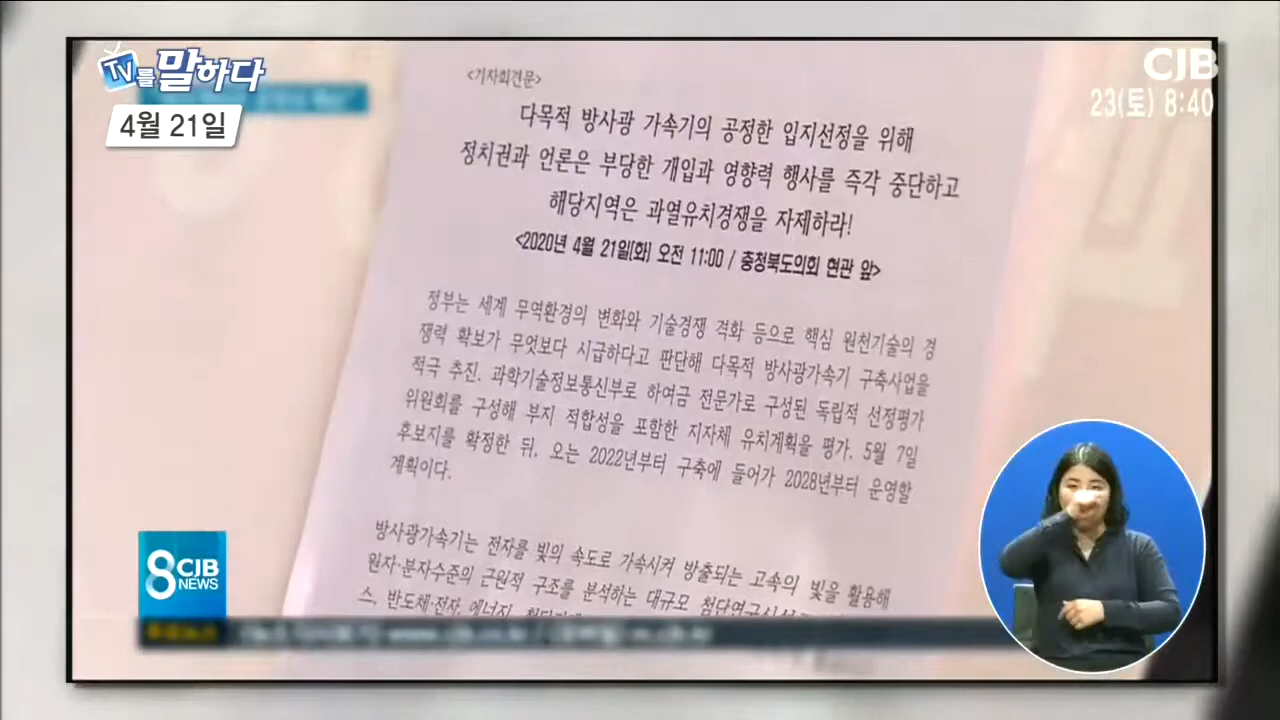 TV를 말하다
4월 21일
CJB
23(토) 8:40
<기자회견문>
다목적 방사광 가속기의 공정한 입지선정을 위해
정치권과 언론은 부당한 개입과 영향력 행사를 즉각 중단하고
해당지역은 과열유치경쟁을 자제하라!
<2020년 4월 21일(화) 오전 11:00 / 충청북도의회 현관 앞>
정부는 세계 무역환경의 변화와 기술경쟁 격화 등으로 핵심 원천기술의 경
쟁력 확보가 무엇보다 시급하다고 판단해 다목적 방사광가속기 구축사업을
적극 추진. 과학기술정보통신부로 하여금 전문가로 구성된 독립적 선정평가
위원회를 구성해 부지 적합성을 포함한 지자체 유치계획을 평가. 5월 7일
후보지를 확정한 뒤, 오는 2022년부터 구축에 들어가 2028년부터 운영할
계획이다.
방사광가속기는 전자를 빛의 속도로 가속시켜 방출되는 고속의 빛을 활용해
원자·분자수준의 근원적 구조를 분석하는 대규모 첨단연구시설
스, 반도체·전자, 에너지,
8 CJB
NEWS